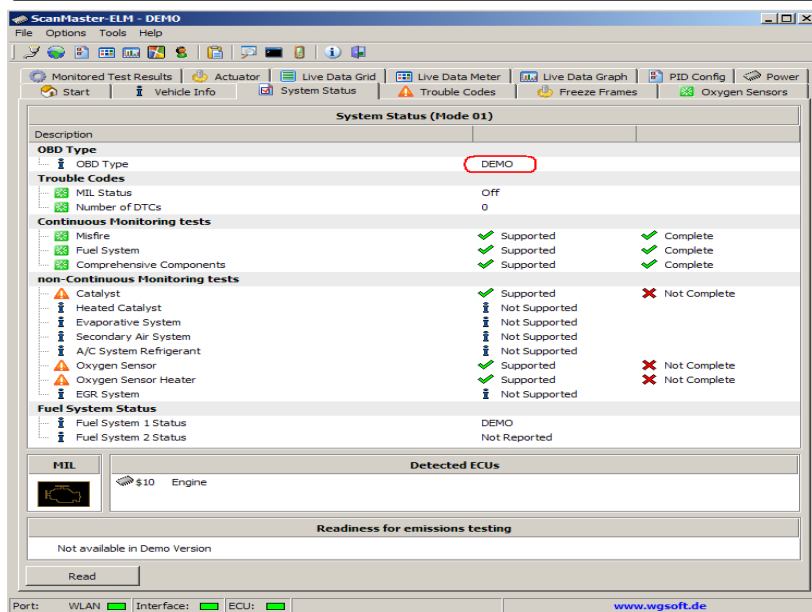 ScanMaster-ELM - DEMO
File Options Tools Help
Monitored Test Results Actuator Live Data Grid Live Data Meter Live Data Graph PID Config Power
Start Vehicle Info System Status Trouble Codes Freeze Frames Oxygen Sensors
System Status (Mode 01)
Description
OBD Type
OBD Type DEMO
Trouble Codes
MIL Status Off
Number of DTCs 0
Continuous Monitoring tests
Misfire Supported Complete
Fuel System Supported Complete
Comprehensive Components Supported Complete
non-Continuous Monitoring tests
Catalyst Supported Not Complete
Heated Catalyst Not Supported
Evaporative System Not Supported
Secondary Air System Not Supported
A/C System Refrigerant Not Supported
Oxygen Sensor Supported Not Complete
Oxygen Sensor Heater Supported Not Complete
EGR System Not Supported
Fuel System Status
Fuel System 1 Status DEMO
Fuel System 2 Status Not Reported
MIL Detected ECUs
$10 Engine
Readiness for emissions testing
Not available in Demo Version
Read
Port: WLAN Interface: ECU: www.wgsoft.de